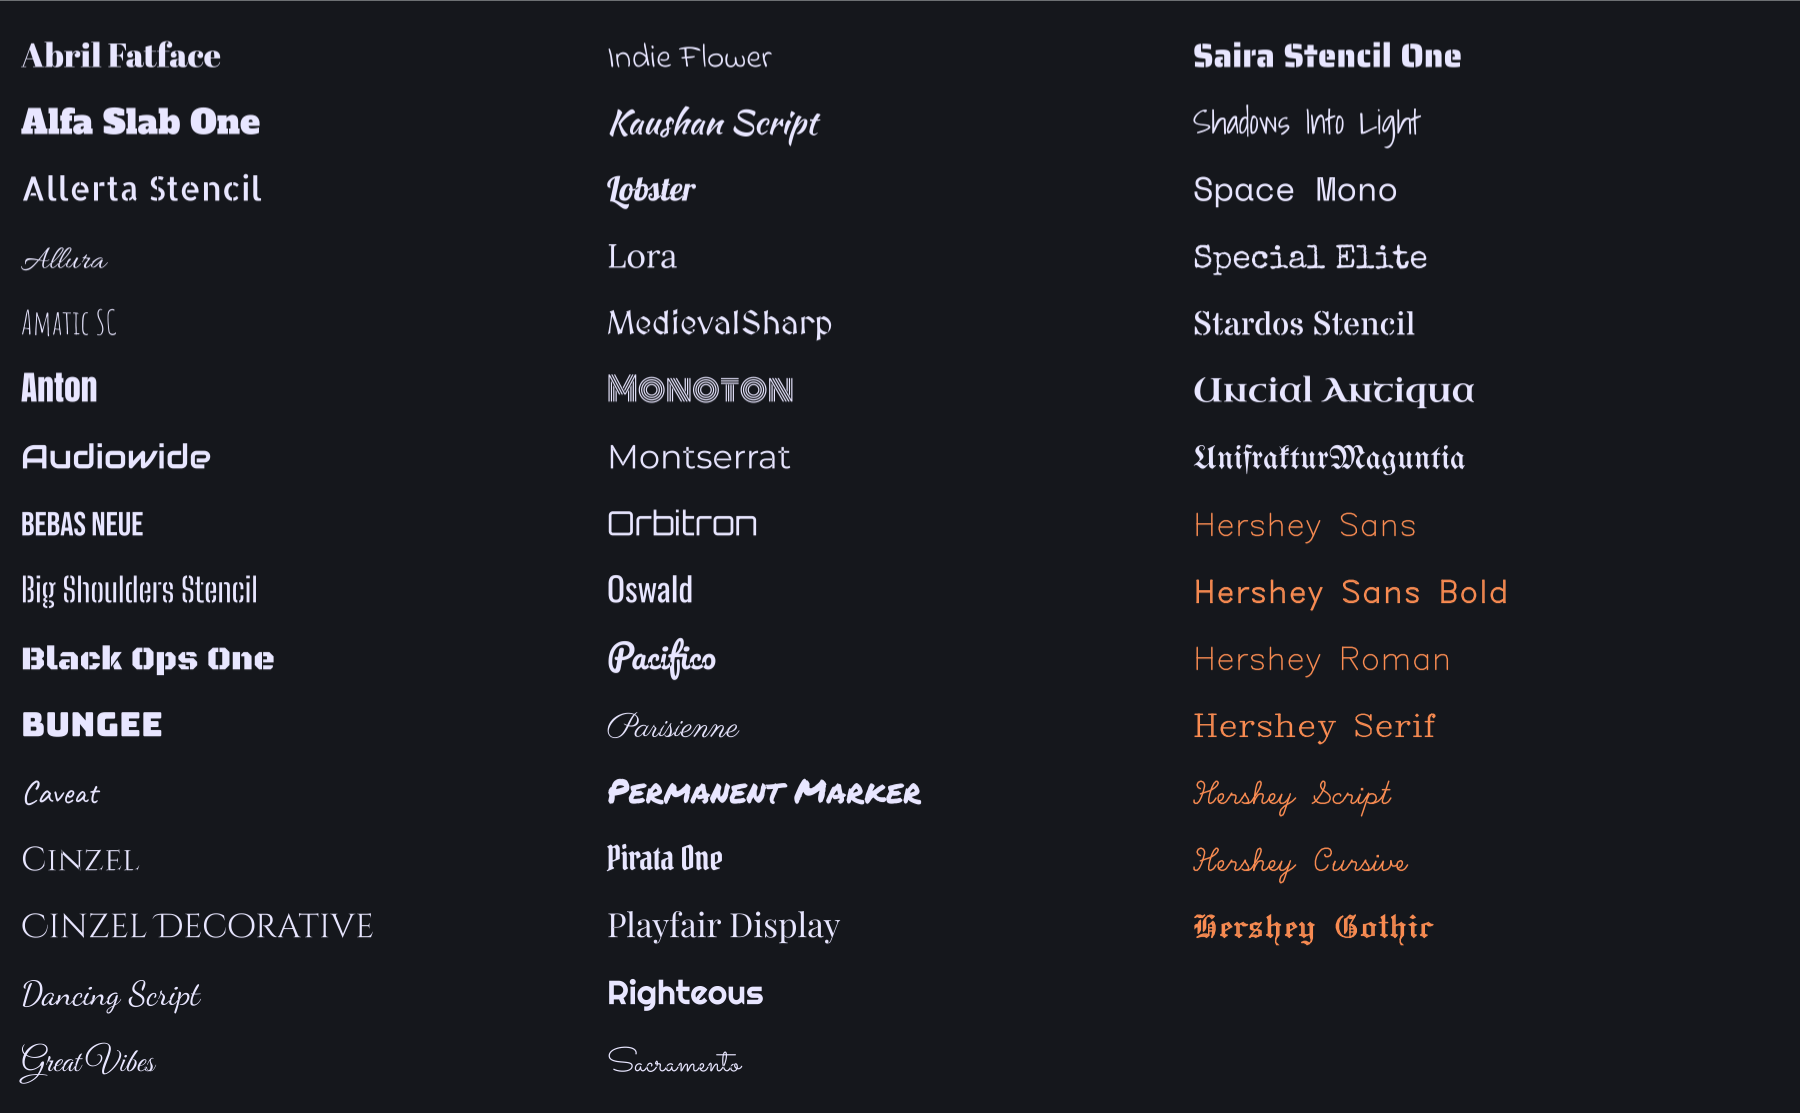 Abril Fatface
Alfa Slab One
Allerta Stencil
Allura
Amatic SC
Anton
Audiowide
BEBAS NEUE
Big Shoulders Stencil
Black Ops One
BUNGEE
Caveat
Cinzel
Cinzel Decorative
Dancing Script
Great Vibes
Indie Flower
Kaushan Script
Lobster
Lora
MedievalSharp
Monoton
Montserrat
Orbitron
Oswald
Pacifico
Parisienne
Permanent Marker
Pirata One
Playfair Display
Righteous
Sacramento
Saira Stencil One
Shadows Into Light
Space Mono
Special Elite
Stardos Stencil
Uncial Antiqua
UnifrakturMaguntia
Hershey Sans
Hershey Sans Bold
Hershey Roman
Hershey Serif
Hershey Script
Hershey Cursive
Hershey Gothic